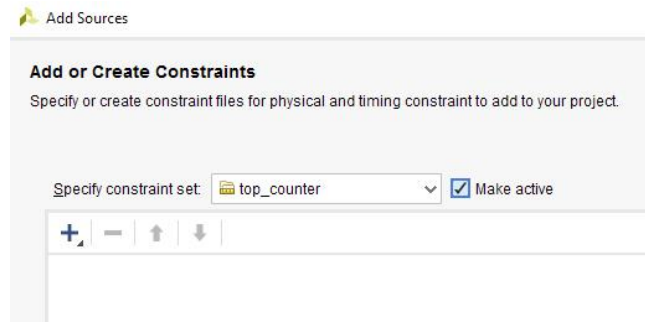 Add Sources
Add or Create Constraints
Specify or create constraint files for physical and timing constraint to add to your project.
Specify constraint set: top_counter Make active